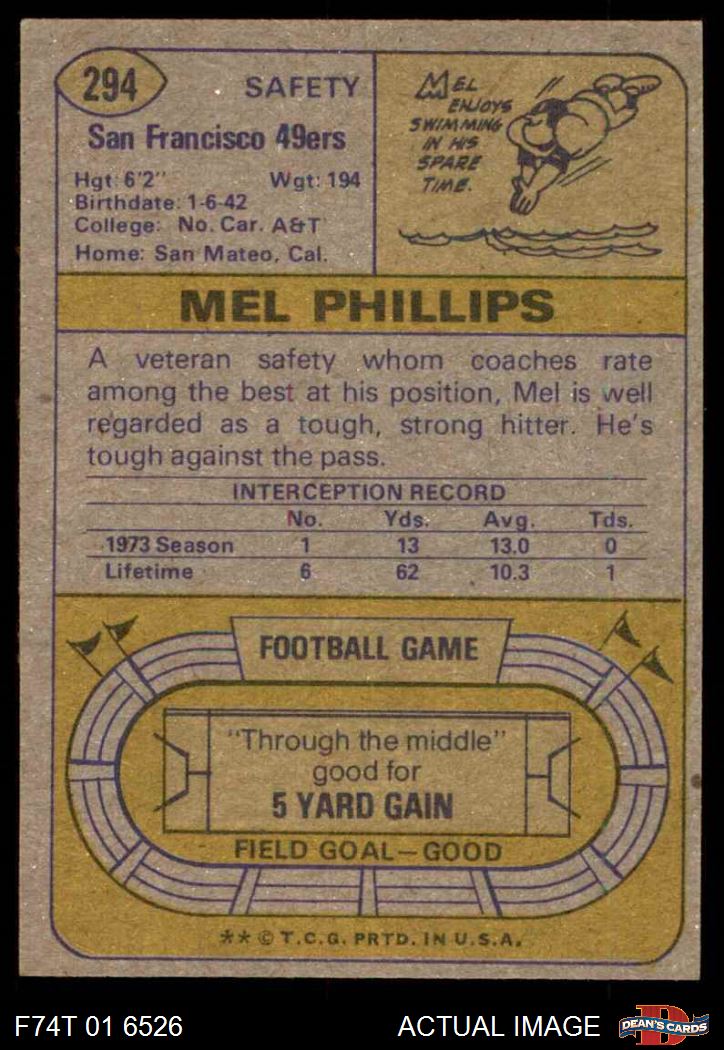 294
SAFETY
San Francisco 49ers
Hgt: 6'2" Wgt: 194
Birthdate: 1-6-42
College: No. Car. A&T
Home: San Mateo, Cal.
MEL
ENJOYS
SWIMMING
IN HIS
SPARE
TIME.
MEL PHILLIPS
A veteran safety whom coaches rate
among the best at his position, Mel is well
regarded as a tough, strong hitter. He's
tough against the pass.
INTERCEPTION RECORD
No. Yds. Avg. Tds.
1973 Season 1 13 13.0 0
Lifetime 6 62 10.3 1
FOOTBALL GAME
"Through the middle"
good for
5 YARD GAIN
FIELD GOAL—GOOD
** © T.C.G. PRTD. IN U.S.A.
F74T 01 6526 ACTUAL IMAGE
D
DEAN'S CARDS